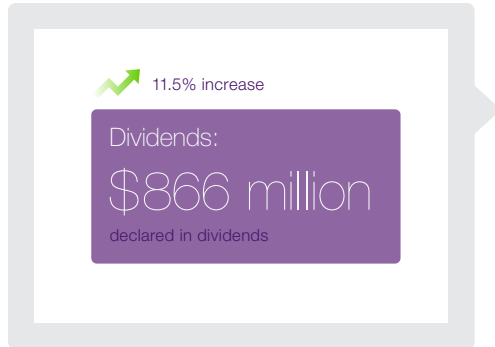 11.5% increase
Dividends:
$866 million
declared in dividends